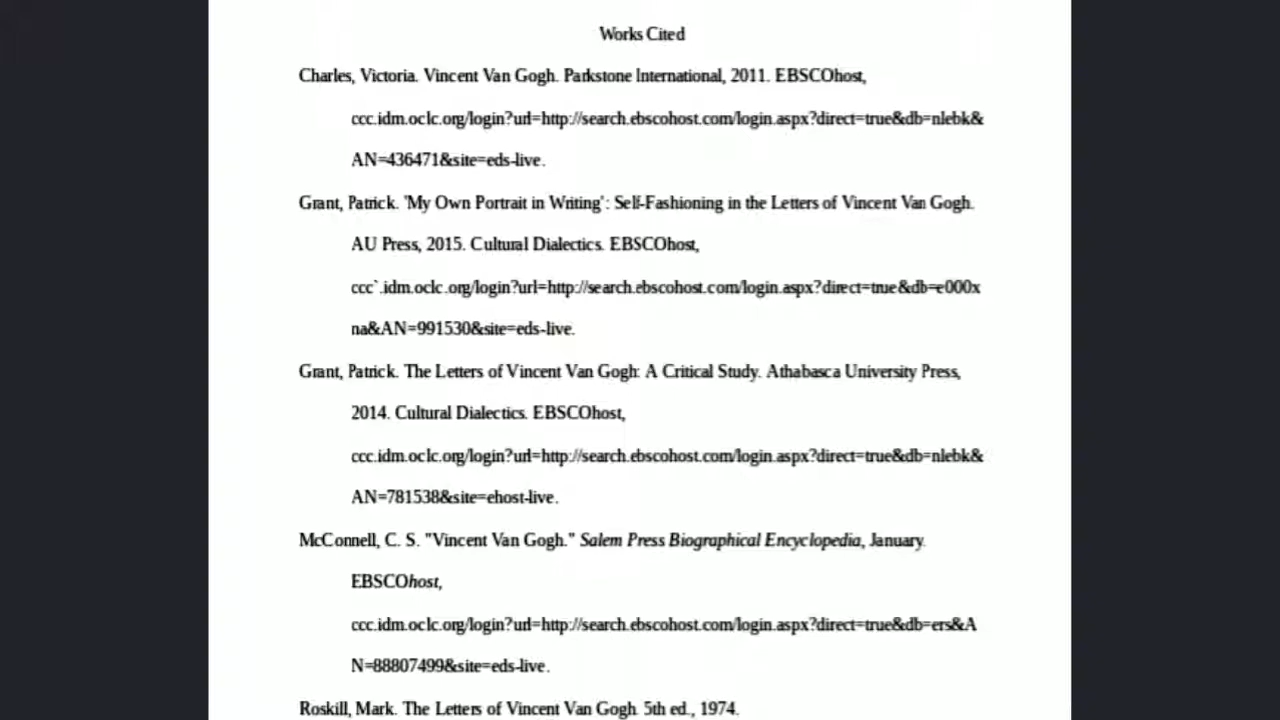 Works Cited
Charles, Victoria. Vincent Van Gogh. Parkstone International, 2011. EBSCOhost,
ccc.idm.oclc.org/login?url=http://search.ebscohost.com/login.aspx?direct=true&db=nlebk&
AN=436471&site=eds-live.
Grant, Patrick. 'My Own Portrait in Writing': Self-Fashioning in the Letters of Vincent Van Gogh.
AU Press, 2015. Cultural Dialectics. EBSCOhost,
ccc`.idm.oclc.org/login?url=http://search.ebscohost.com/login.aspx?direct=true&db=e000x
na&AN=991530&site=eds-live.
Grant, Patrick. The Letters of Vincent Van Gogh: A Critical Study. Athabasca University Press,
2014. Cultural Dialectics. EBSCOhost,
ccc.idm.oclc.org/login?url=http://search.ebscohost.com/login.aspx?direct=true&db=nlebk&
AN=781538&site=ehost-live.
McConnell, C. S. "Vincent Van Gogh." Salem Press Biographical Encyclopedia, January.
EBSCOhost,
ccc.idm.oclc.org/login?url=http://search.ebscohost.com/login.aspx?direct=true&db=ers&A
N=88807499&site=eds-live.
Roskill, Mark. The Letters of Vincent Van Gogh. 5th ed., 1974.